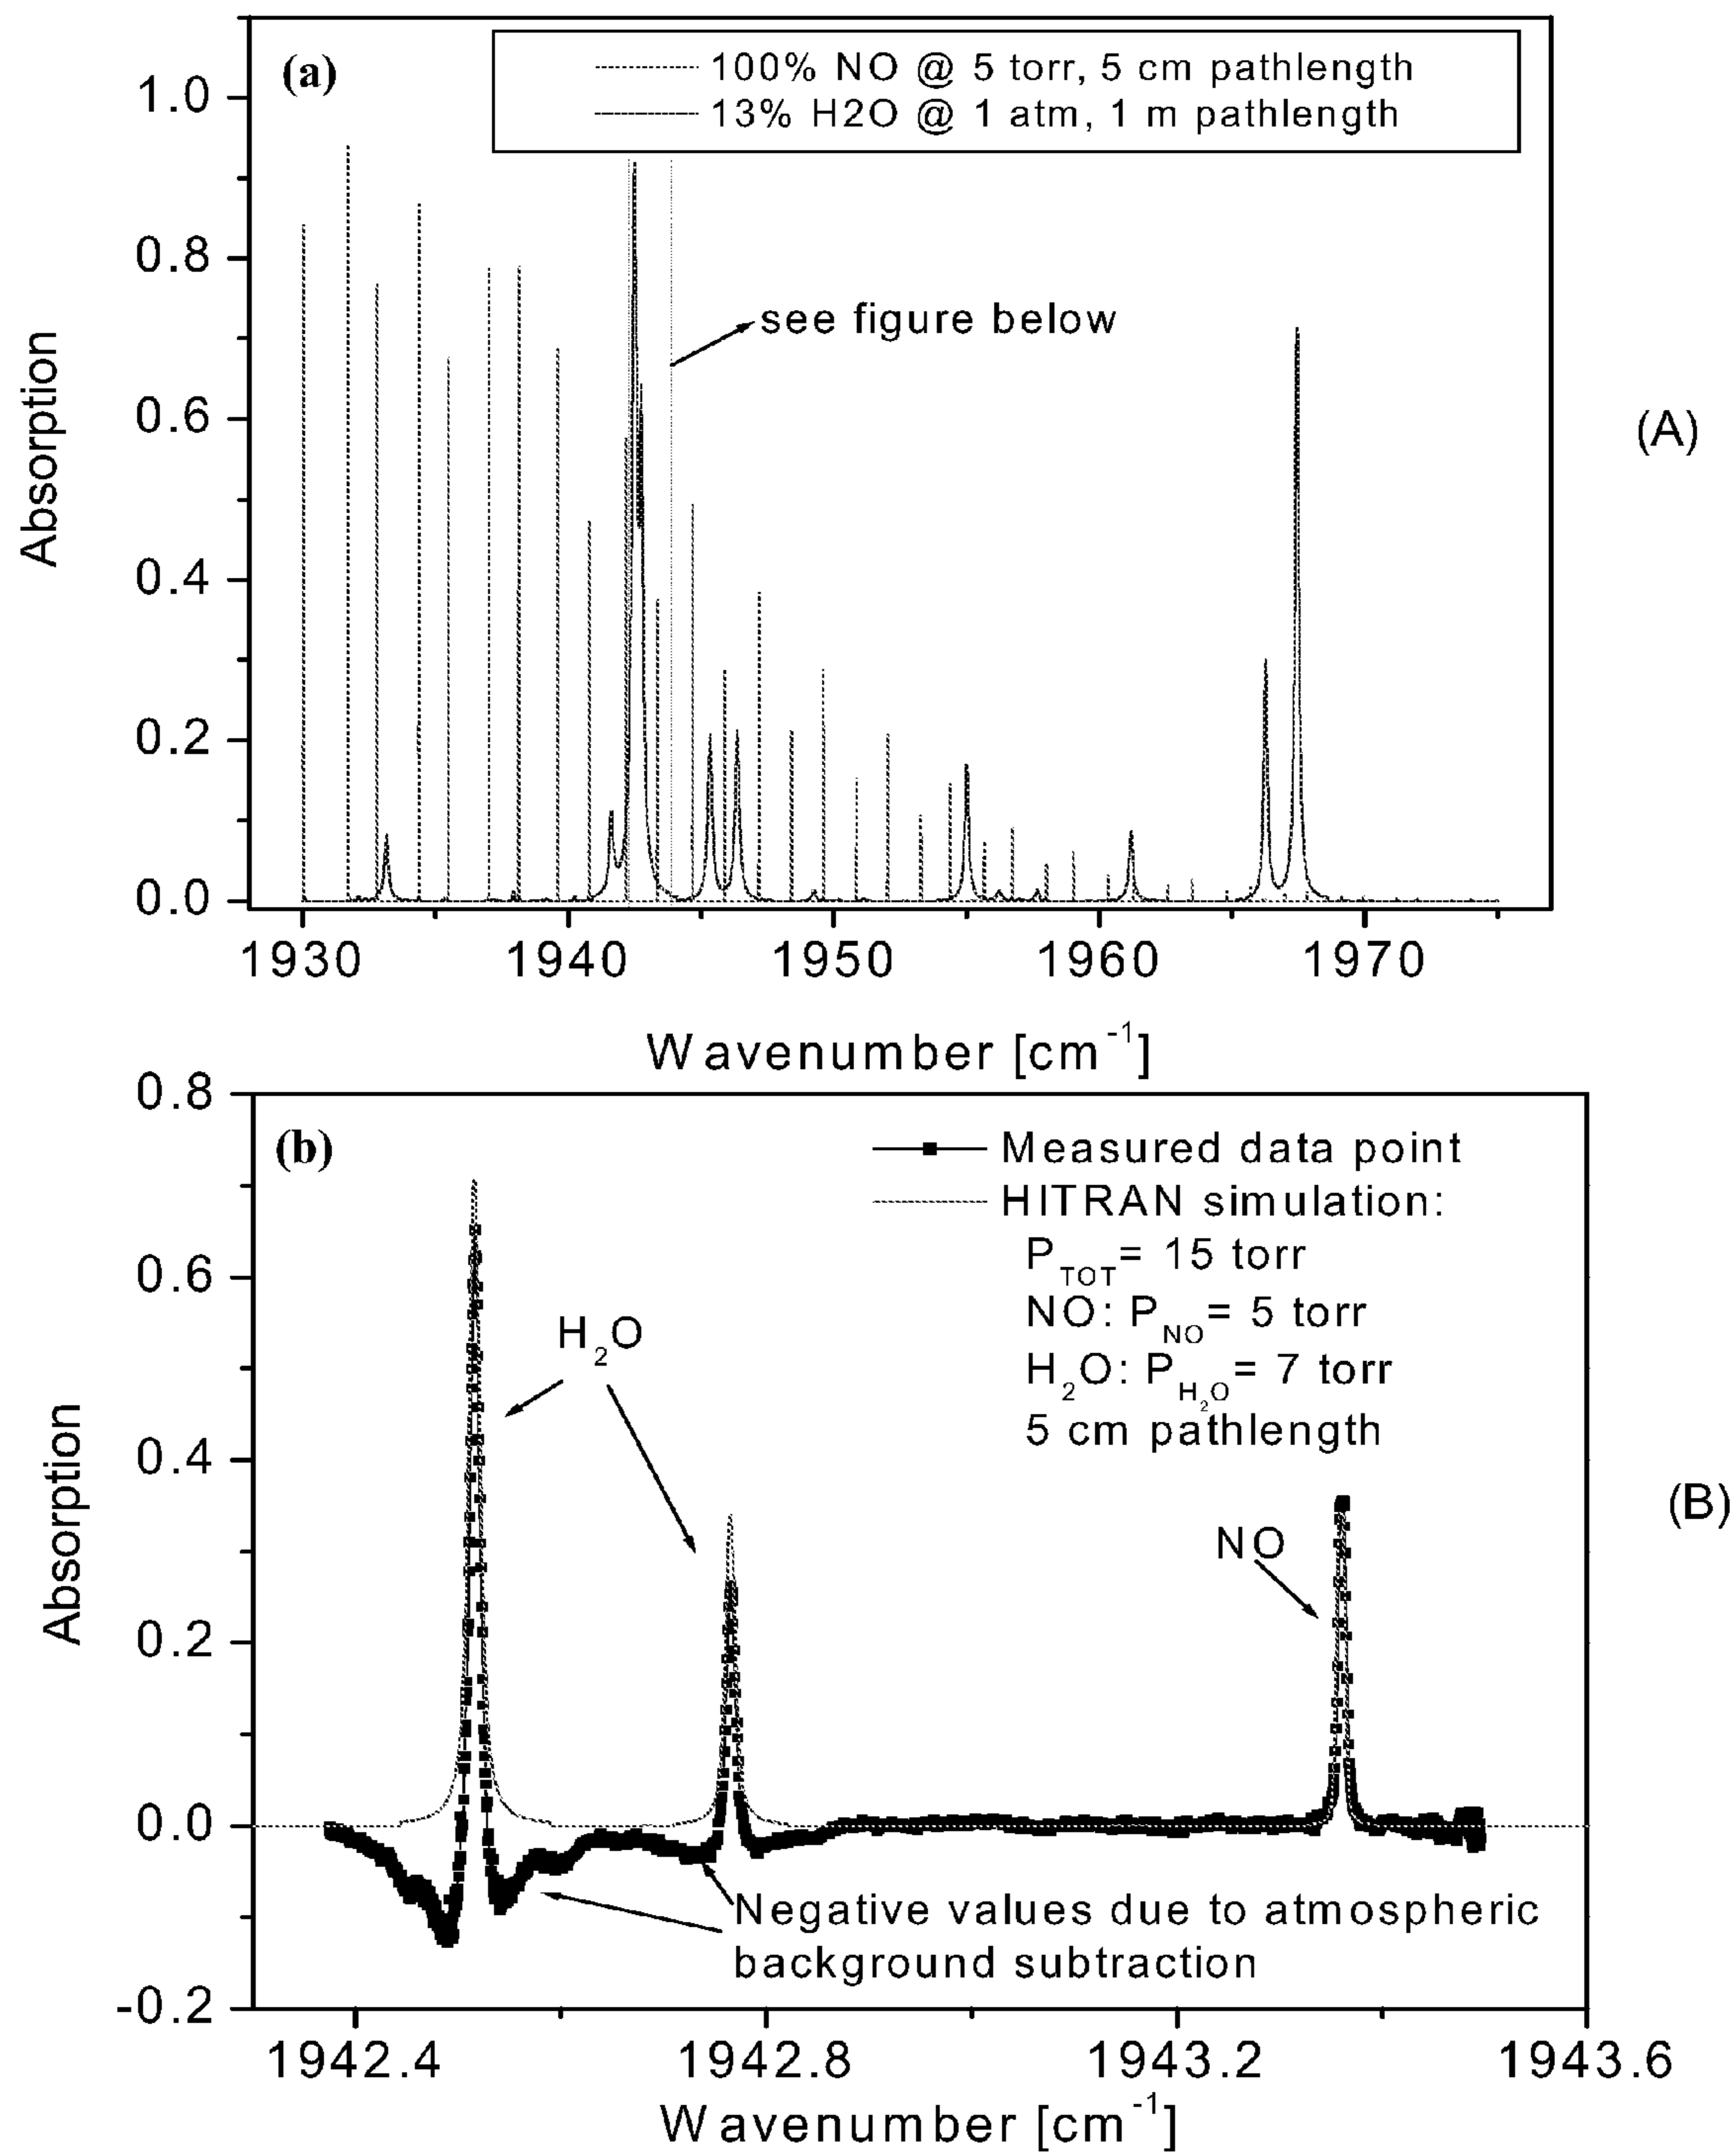 (a)
100% NO @ 5 torr, 5 cm pathlength
13% H2O @ 1 atm, 1 m pathlength
see figure below
Absorption
1.0
0.8
0.6
0.4
0.2
0.0
1930 1940 1950 1960 1970
Wavenumber [cm⁻¹]
(A)
(b)
Measured data point
HITRAN simulation:
P_TOT = 15 torr
NO: P_NO = 5 torr
H₂O: P_H₂O = 7 torr
5 cm pathlength
H₂O
NO
Negative values due to atmospheric
background subtraction
Absorption
0.8
0.6
0.4
0.2
0.0
-0.2
1942.4 1942.8 1943.2 1943.6
Wavenumber [cm⁻¹]
(B)